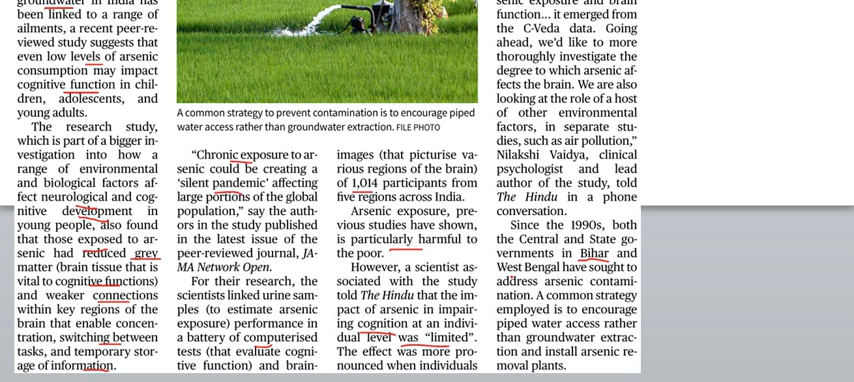 groundwater in India has
been linked to a range of
ailments, a recent peer-re-
viewed study suggests that
even low levels of arsenic
consumption may impact
cognitive function in chil-
dren, adolescents, and
young adults.
The research study,
which is part of a bigger in-
vestigation into how a
range of environmental
and biological factors af-
fect neurological and cog-
nitive development in
young people, also found
that those exposed to ar-
senic had reduced grey
matter (brain tissue that is
vital to cognitive functions)
and weaker connections
within key regions of the
brain that enable concen-
tration, switching between
tasks, and temporary stor-
age of information.
A common strategy to prevent contamination is to encourage piped
water access rather than groundwater extraction. FILE PHOTO
"Chronic exposure to ar-
senic could be creating a
'silent pandemic' affecting
large portions of the global
population," say the auth-
ors in the study published
in the latest issue of the
peer-reviewed journal, JA-
MA Network Open.
For their research, the
scientists linked urine sam-
ples (to estimate arsenic
exposure) performance in
a battery of computerised
tests (that evaluate cogni-
tive function) and brain-
images (that picturise va-
rious regions of the brain)
of 1,014 participants from
five regions across India.
Arsenic exposure, pre-
vious studies have shown,
is particularly harmful to
the poor.
However, a scientist as-
sociated with the study
told The Hindu that the im-
pact of arsenic in impair-
ing cognition at an indivi-
dual level was "limited".
The effect was more pro-
nounced when individuals
senic exposure and brain
function... it emerged from
the C-Veda data. Going
ahead, we'd like to more
thoroughly investigate the
degree to which arsenic af-
fects the brain. We are also
looking at the role of a host
of other environmental
factors, in separate stu-
dies, such as air pollution,"
Nilakshi Vaidya, clinical
psychologist and lead
author of the study, told
The Hindu in a phone
conversation.
Since the 1990s, both
the Central and State go-
vernments in Bihar and
West Bengal have sought to
address arsenic contami-
nation. A common strategy
employed is to encourage
piped water access rather
than groundwater extrac-
tion and install arsenic re-
moval plants.